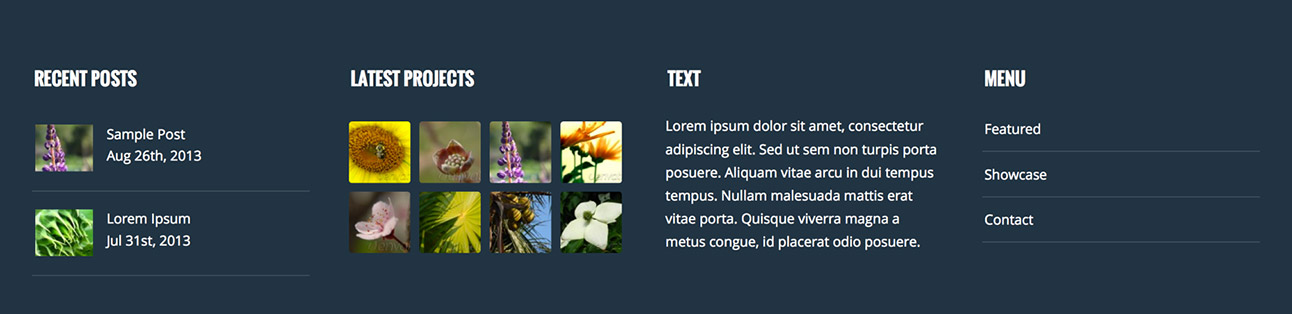 RECENT POSTS
Sample Post
Aug 26th, 2013
Lorem Ipsum
Jul 31st, 2013
LATEST PROJECTS
TEXT
Lorem ipsum dolor sit amet, consectetur
adipiscing elit. Sed ut sem non turpis porta
posuere. Aliquam vitae arcu in dui tempus
tempus. Nullam malesuada mattis erat
vitae porta. Quisque viverra magna a
metus congue, id placerat odio posuere.
MENU
Featured
Showcase
Contact